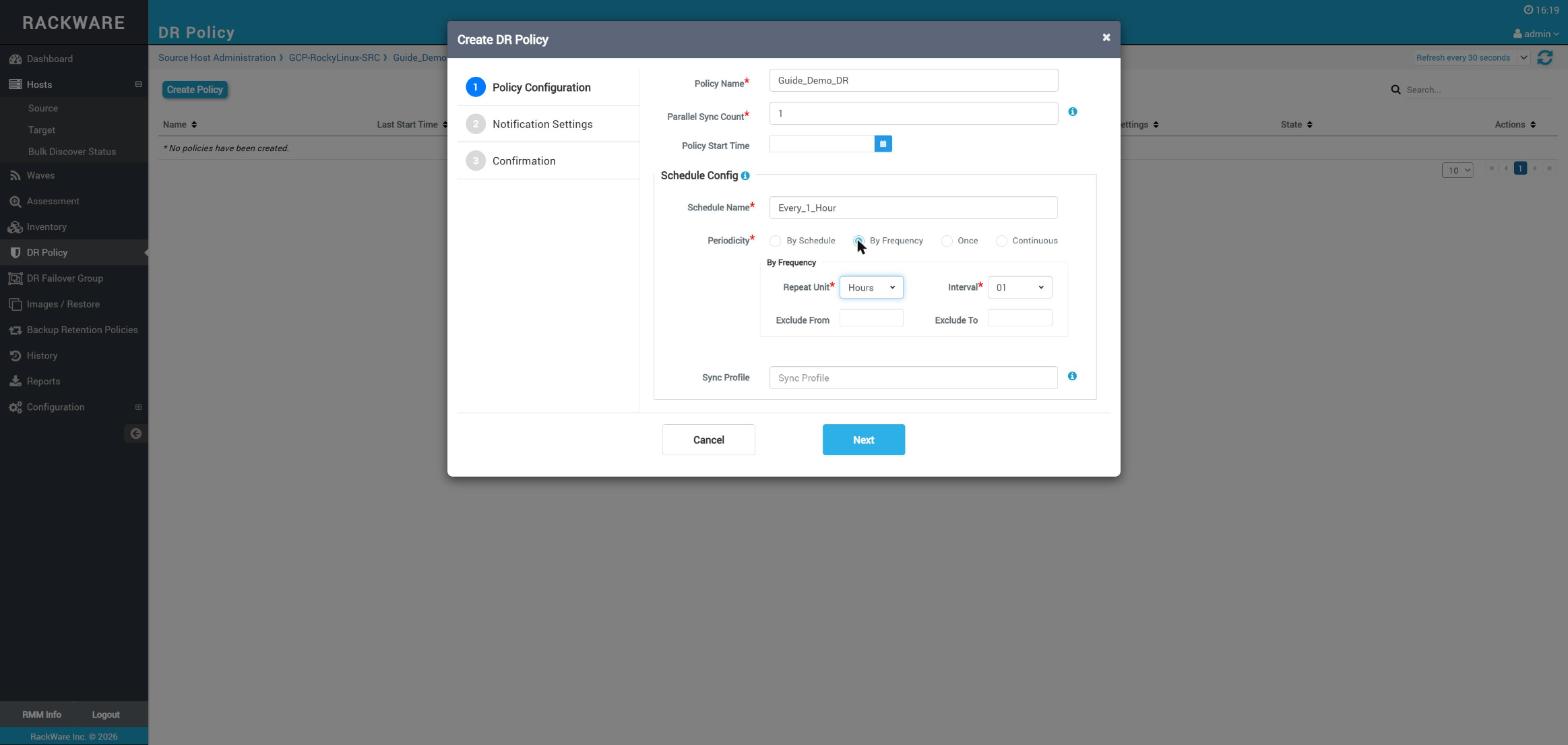 RACKWARE
DR Policy
16:19
admin
Source Host Administration
GCP-RockyLinux-SRC
Guide_Demo
Refresh every 30 seconds
Dashboard
Hosts
Source
Target
Bulk Discover Status
Waves
Assessment
Inventory
DR Policy
DR Failover Group
Images / Restore
Backup Retention Policies
History
Reports
Configuration
RMM Info Logout
RackWare Inc. © 2026
Create Policy
Search...
Name Last Start Time ettings State Actions
* No policies have been created.
10 « ‹ 1 › »
Create DR Policy ×
1 Policy Configuration
2 Notification Settings
3 Confirmation
Policy Name* Guide_Demo_DR
Parallel Sync Count* 1
Policy Start Time
Schedule Config
Schedule Name* Every_1_Hour
Periodicity* By Schedule By Frequency Once Continuous
By Frequency
Repeat Unit* Hours Interval* 01
Exclude From Exclude To
Sync Profile Sync Profile
Cancel Next